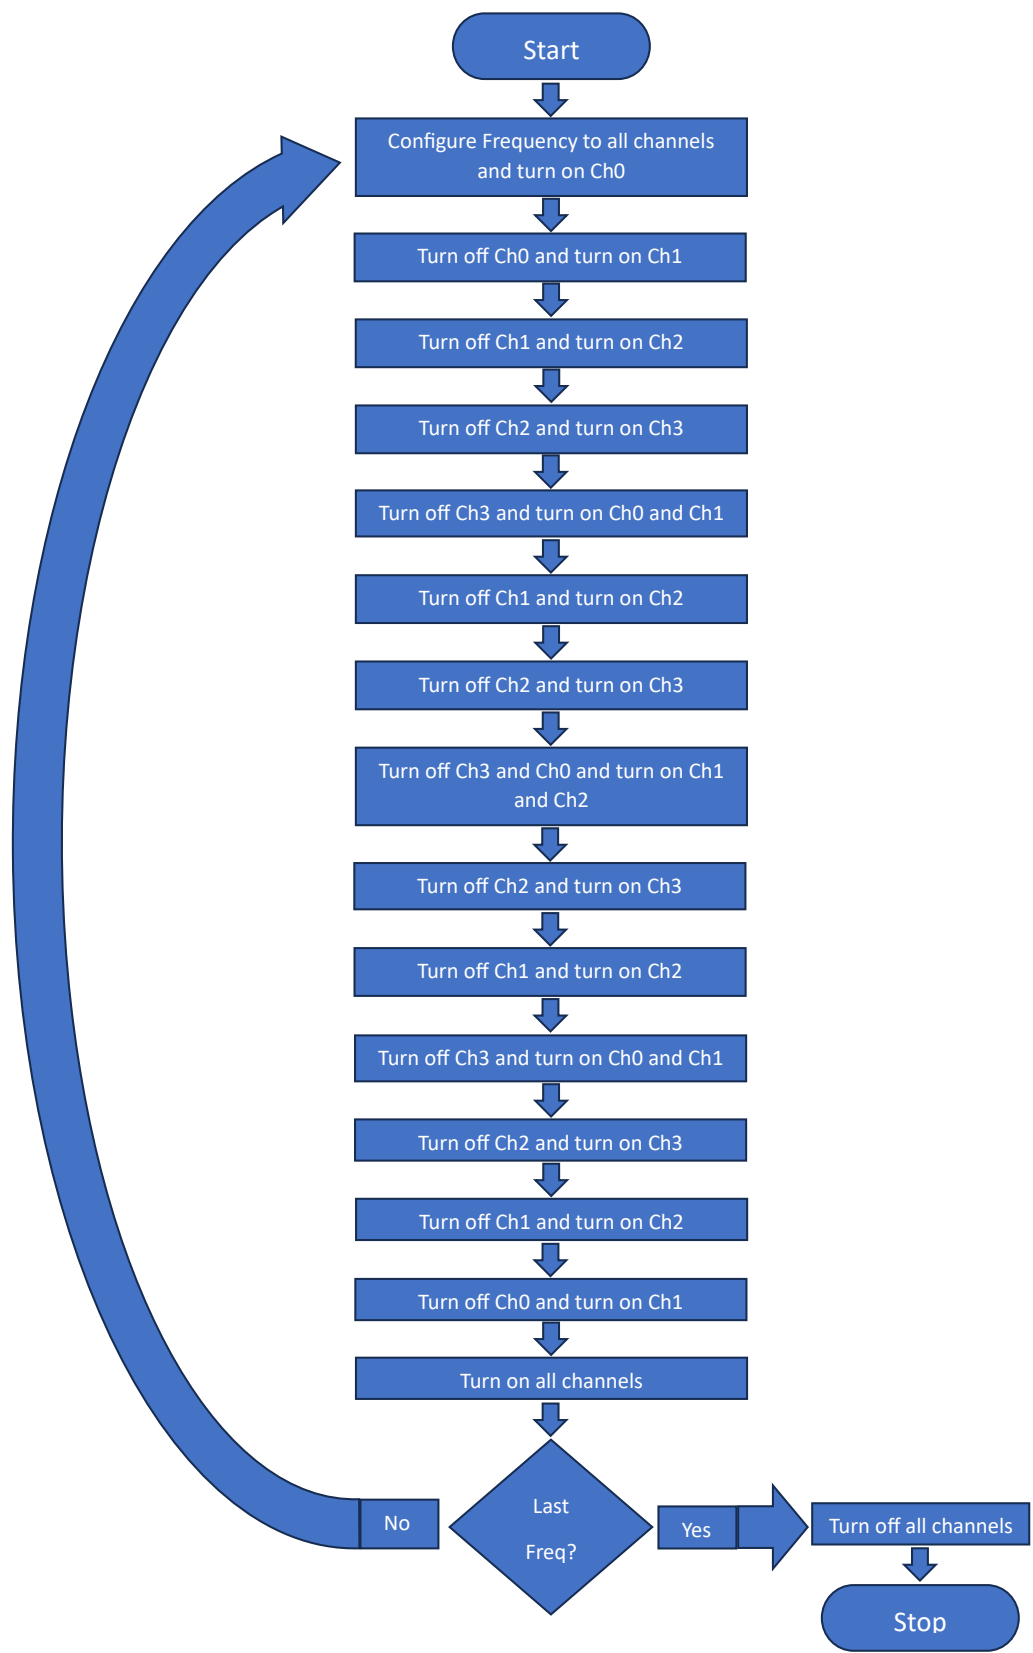 Start
Configure Frequency to all channels
and turn on Ch0
Turn off Ch0 and turn on Ch1
Turn off Ch1 and turn on Ch2
Turn off Ch2 and turn on Ch3
Turn off Ch3 and turn on Ch0 and Ch1
Turn off Ch1 and turn on Ch2
Turn off Ch2 and turn on Ch3
Turn off Ch3 and Ch0 and turn on Ch1
and Ch2
Turn off Ch2 and turn on Ch3
Turn off Ch1 and turn on Ch2
Turn off Ch3 and turn on Ch0 and Ch1
Turn off Ch2 and turn on Ch3
Turn off Ch1 and turn on Ch2
Turn off Ch0 and turn on Ch1
Turn on all channels
Last
Freq?
No
Yes
Turn off all channels
Stop